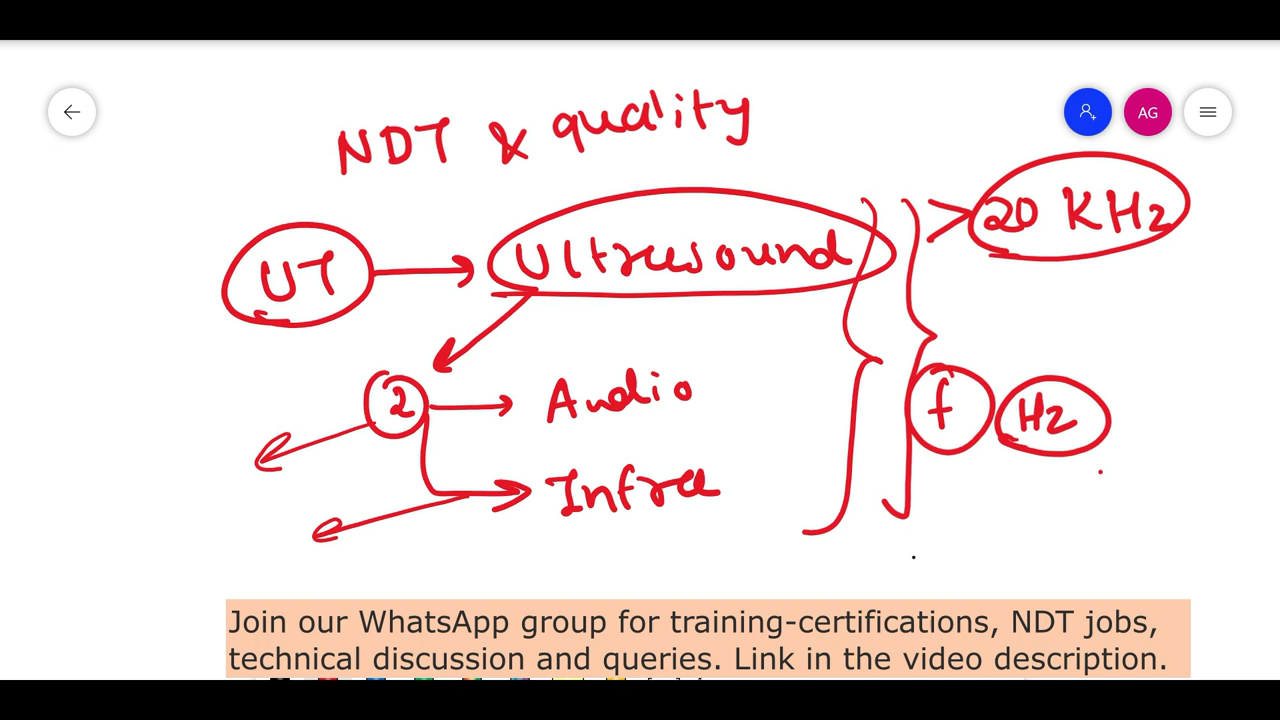 NDT & quality
AG
> 20 KHz
UT → Ultrasound
2 → Audio
f Hz
→ Infra
Join our WhatsApp group for training-certifications, NDT jobs,
technical discussion and queries. Link in the video description.